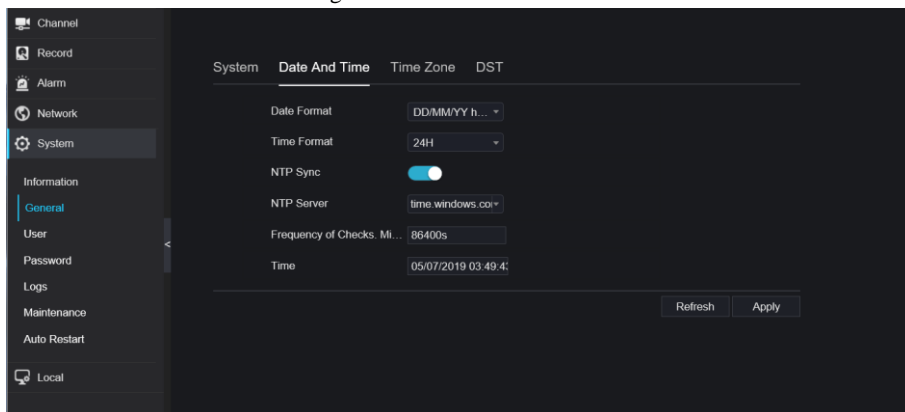 Channel
Record
Alarm
Network
System
Information
General
User
Password
Logs
Maintenance
Auto Restart
Local
System Date And Time Time Zone DST
Date Format DD/MM/YY h...
Time Format 24H
NTP Sync
NTP Server time.windows.co
Frequency of Checks. Mi... 86400s
Time 05/07/2019 03:49:4
Refresh Apply
<